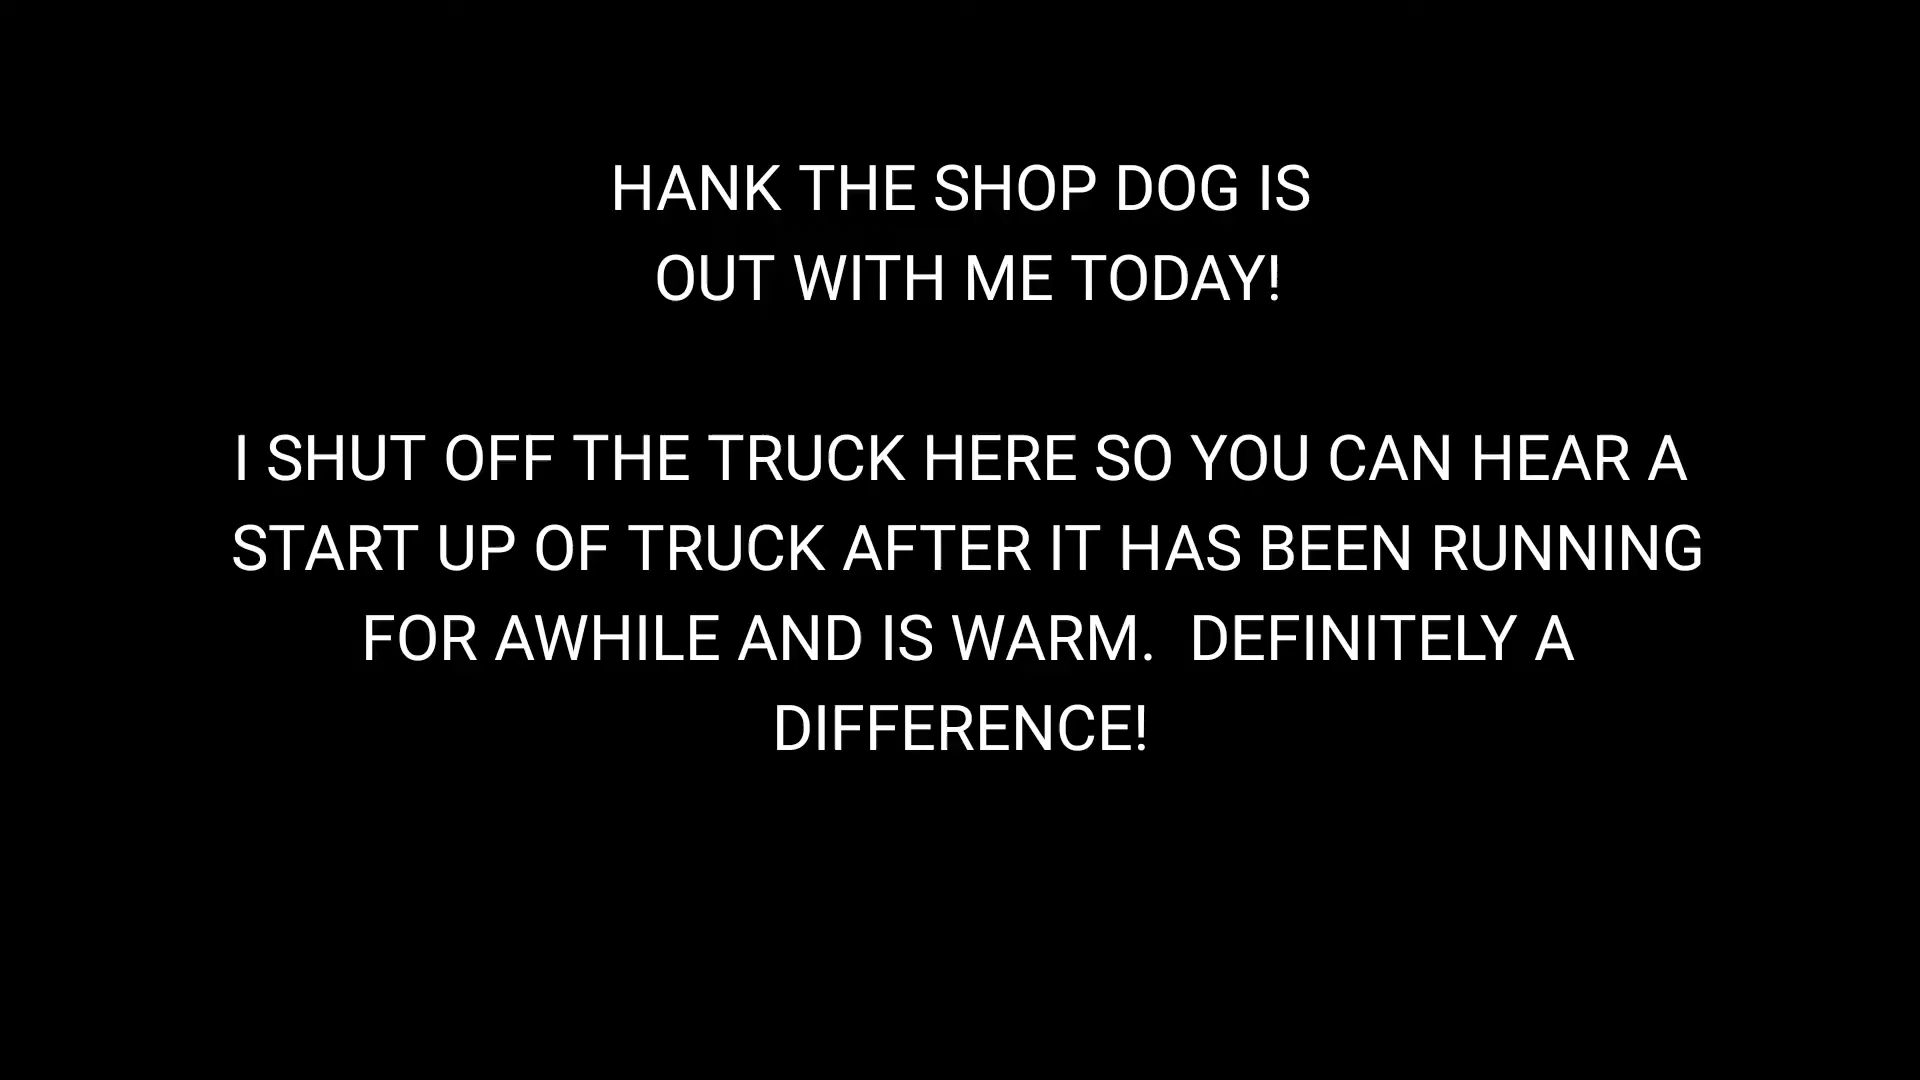 HANK THE SHOP DOG IS
OUT WITH ME TODAY!
I SHUT OFF THE TRUCK HERE SO YOU CAN HEAR A
START UP OF TRUCK AFTER IT HAS BEEN RUNNING
FOR AWHILE AND IS WARM.  DEFINITELY A
DIFFERENCE!